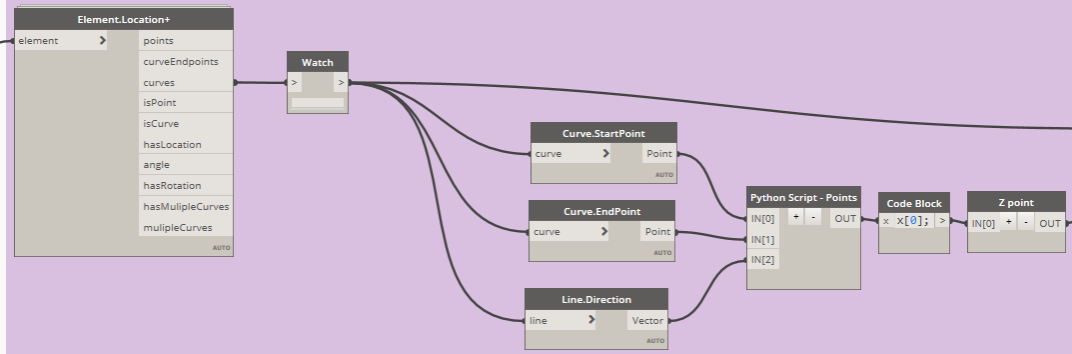 Element.Location+
element > points
curveEndpoints
curves
isPoint
isCurve
hasLocation
angle
hasRotation
hasMulipleCurves
mulipleCurves
AUTO
Watch
> >
Curve.StartPoint
curve > Point
AUTO
Curve.EndPoint
curve > Point
AUTO
Line.Direction
line > Vector
AUTO
Python Script - Points
IN[0] + - OUT
IN[1]
IN[2]
Code Block
x x[0]; >
Z point
IN[0] + - OUT